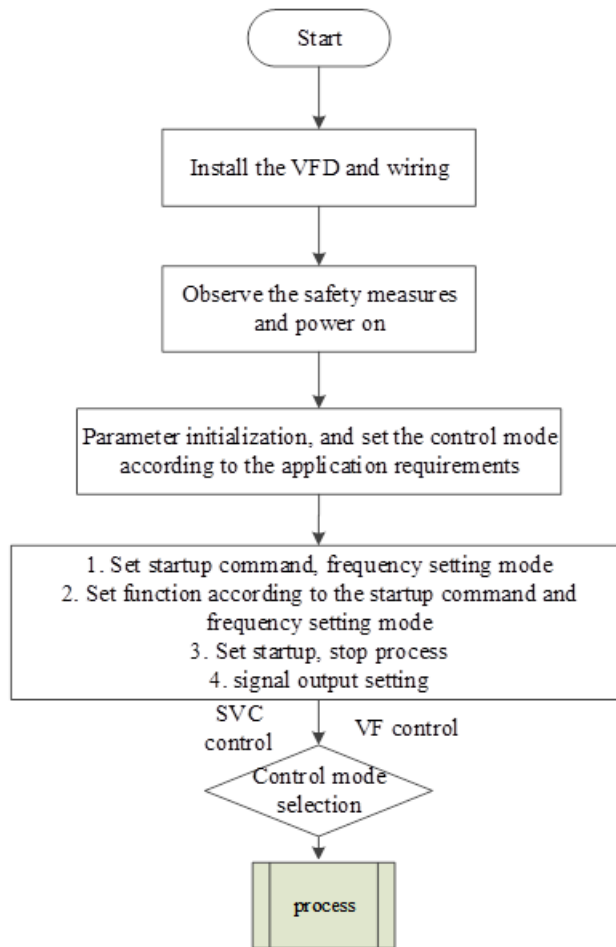 Start
Install the VFD and wiring
Observe the safety measures
and power on
Parameter initialization, and set the control mode
according to the application requirements
1. Set startup command, frequency setting mode
2. Set function according to the startup command and
frequency setting mode
3. Set startup, stop process
4. signal output setting
SVC
control
VF control
Control mode
selection
process